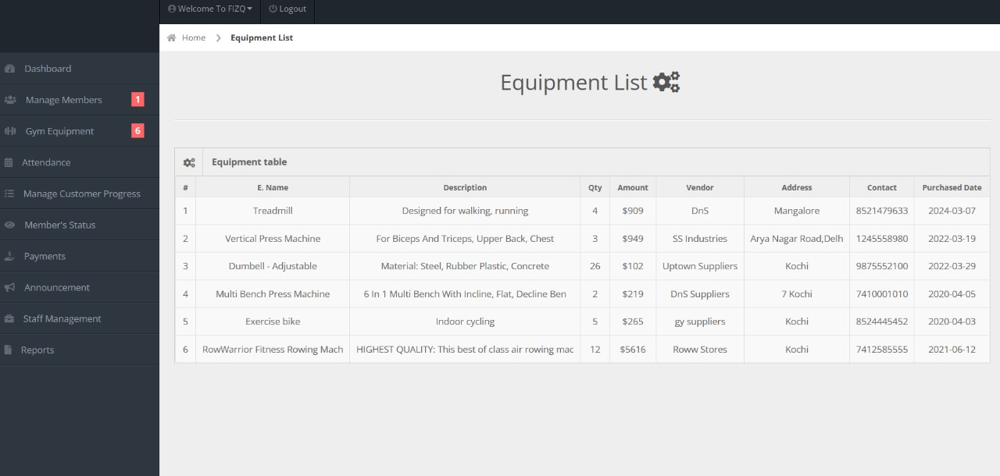 Welcome To FIZQ Logout
Home Equipment List
Dashboard
Manage Members 1
Gym Equipment 6
Attendance
Manage Customer Progress
Member's Status
Payments
Announcement
Staff Management
Reports
Equipment List
Equipment table
# E. Name Description Qty Amount Vendor Address Contact Purchased Date
1 Treadmill Designed for walking, running 4 $909 DnS Mangalore 8521479633 2024-03-07
2 Vertical Press Machine For Biceps And Triceps, Upper Back, Chest 3 $949 SS Industries Arya Nagar Road,Delh 1245558980 2022-03-19
3 Dumbell - Adjustable Material: Steel, Rubber Plastic, Concrete 26 $102 Uptown Suppliers Kochi 9875552100 2022-03-29
4 Multi Bench Press Machine 6 In 1 Multi Bench With Incline, Flat, Decline Ben 2 $219 DnS Suppliers 7 Kochi 7410001010 2020-04-05
5 Exercise bike Indoor cycling 5 $265 gy suppliers Kochi 8524445452 2020-04-03
6 RowWarrior Fitness Rowing Mach HIGHEST QUALITY: This best of class air rowing mac 12 $5616 Roww Stores Kochi 7412585555 2021-06-12